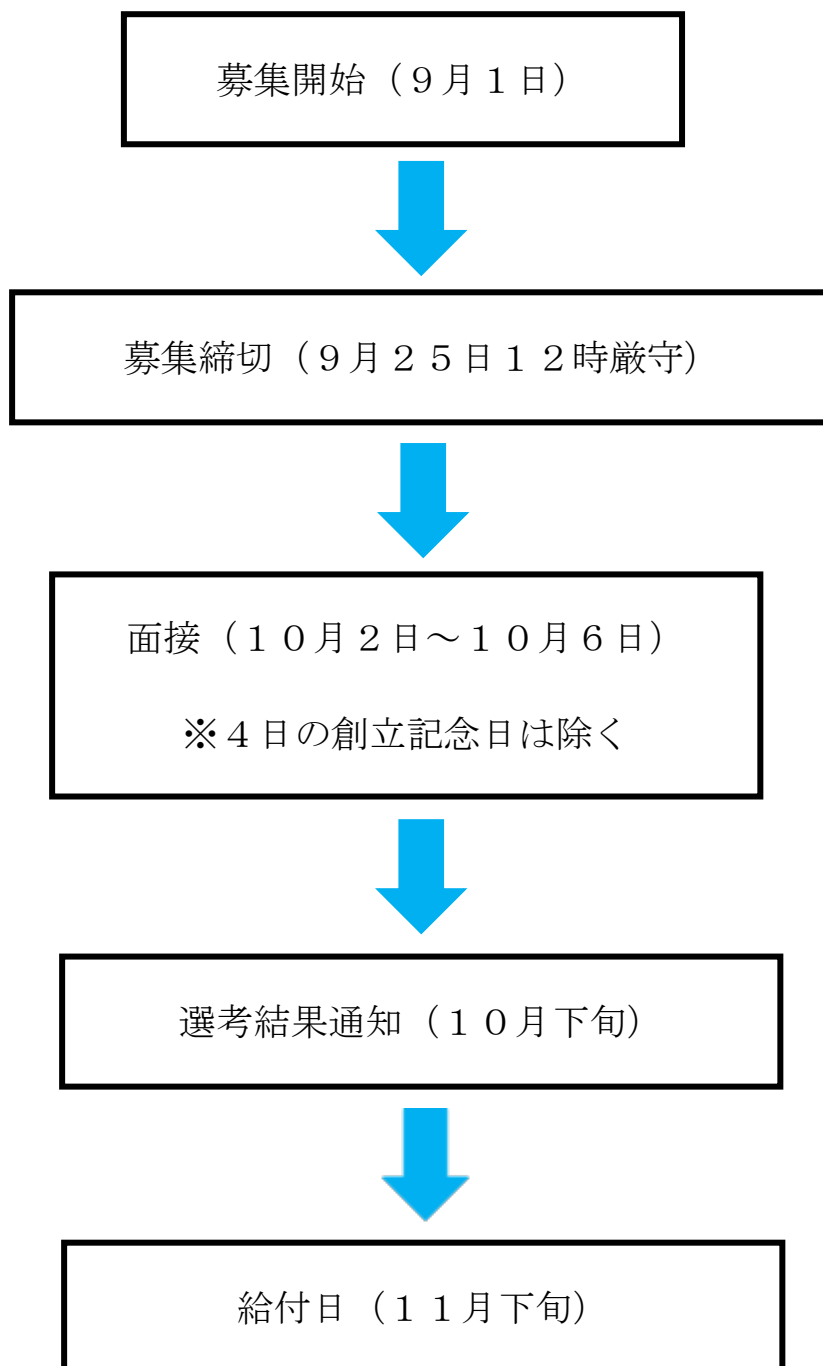 募集開始（９月１日）
募集締切（９月２５日１２時厳守）
面接（１０月２日～１０月６日）
※４日の創立記念日は除く
選考結果通知（１０月下旬）
給付日（１１月下旬）